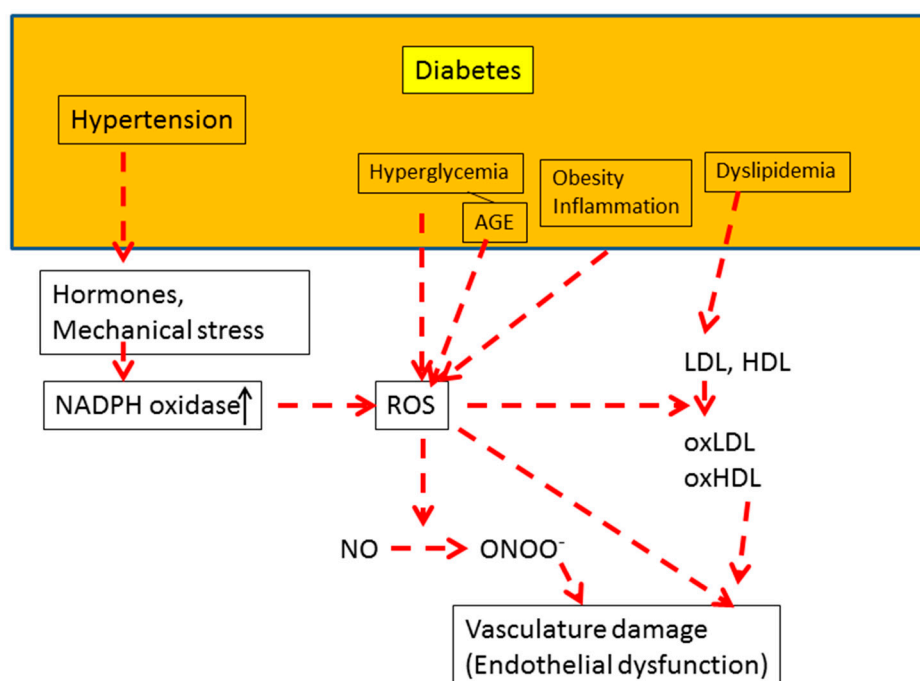 Diabetes
Hypertension
Hyperglycemia
AGE
Obesity
Inflammation
Dyslipidemia
Hormones,
Mechanical stress
NADPH oxidase↑
ROS
LDL, HDL
oxLDL
oxHDL
NO
ONOO⁻
Vasculature damage
(Endothelial dysfunction)